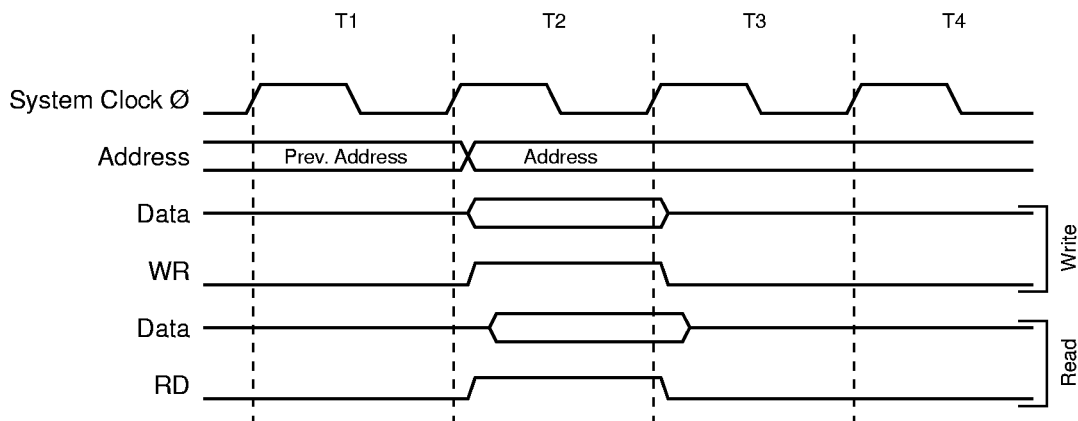 T1 T2 T3 T4
System Clock Ø
Address Prev. Address Address
Data
WR
Write
Data
RD
Read